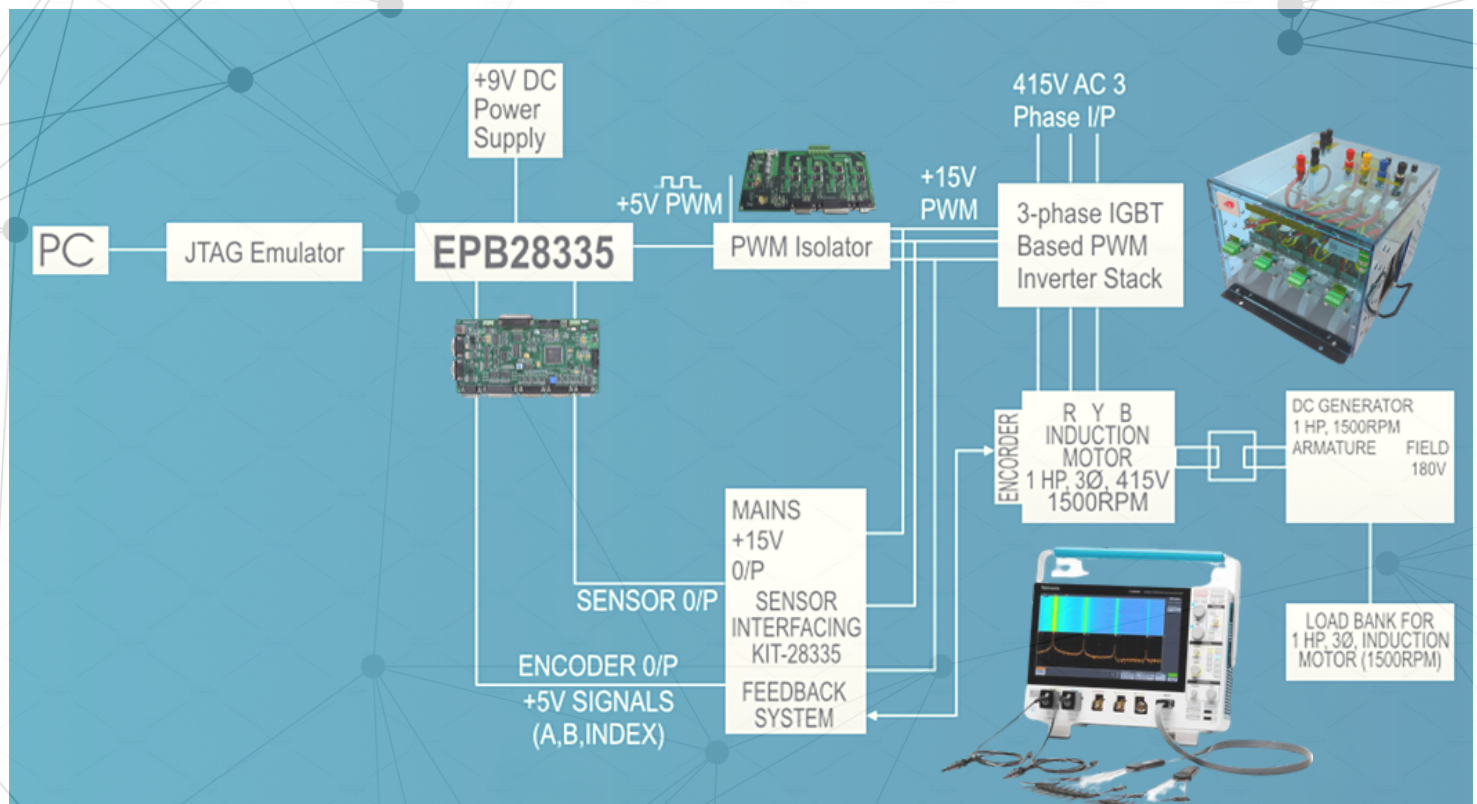 +9V DC
Power
Supply
PC
JTAG Emulator
EPB28335
+5V PWM
PWM Isolator
+15V
PWM
415V AC 3
Phase I/P
3-phase IGBT
Based PWM
Inverter Stack
ENCORDER
R Y B
INDUCTION
MOTOR
1 HP, 3Ø, 415V
1500RPM
DC GENERATOR
1 HP, 1500RPM
ARMATURE FIELD
180V
MAINS
+15V
0/P
SENSOR
INTERFACING
KIT-28335
FEEDBACK
SYSTEM
SENSOR 0/P
ENCODER 0/P
+5V SIGNALS
(A,B,INDEX)
LOAD BANK FOR
1 HP, 3Ø, INDUCTION
MOTOR (1500RPM)
Tektronix